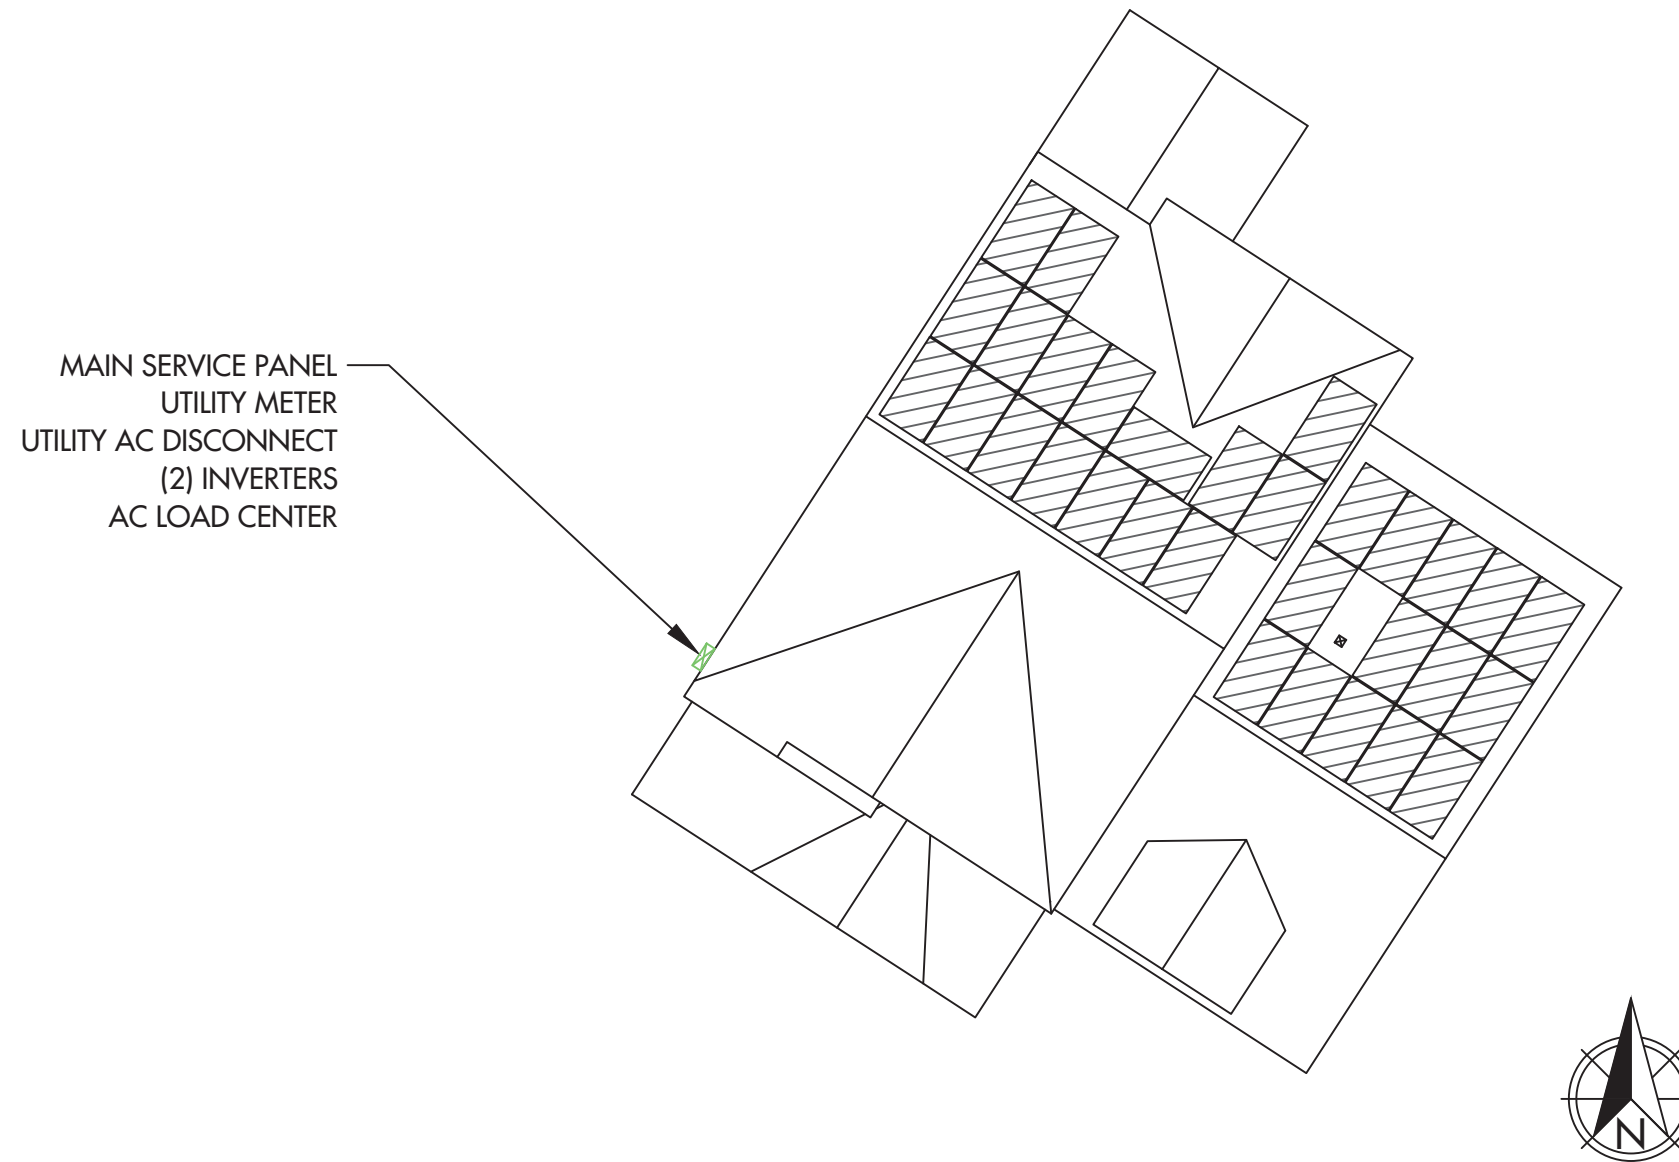 MAIN SERVICE PANEL
UTILITY METER
UTILITY AC DISCONNECT
(2) INVERTERS
AC LOAD CENTER
N